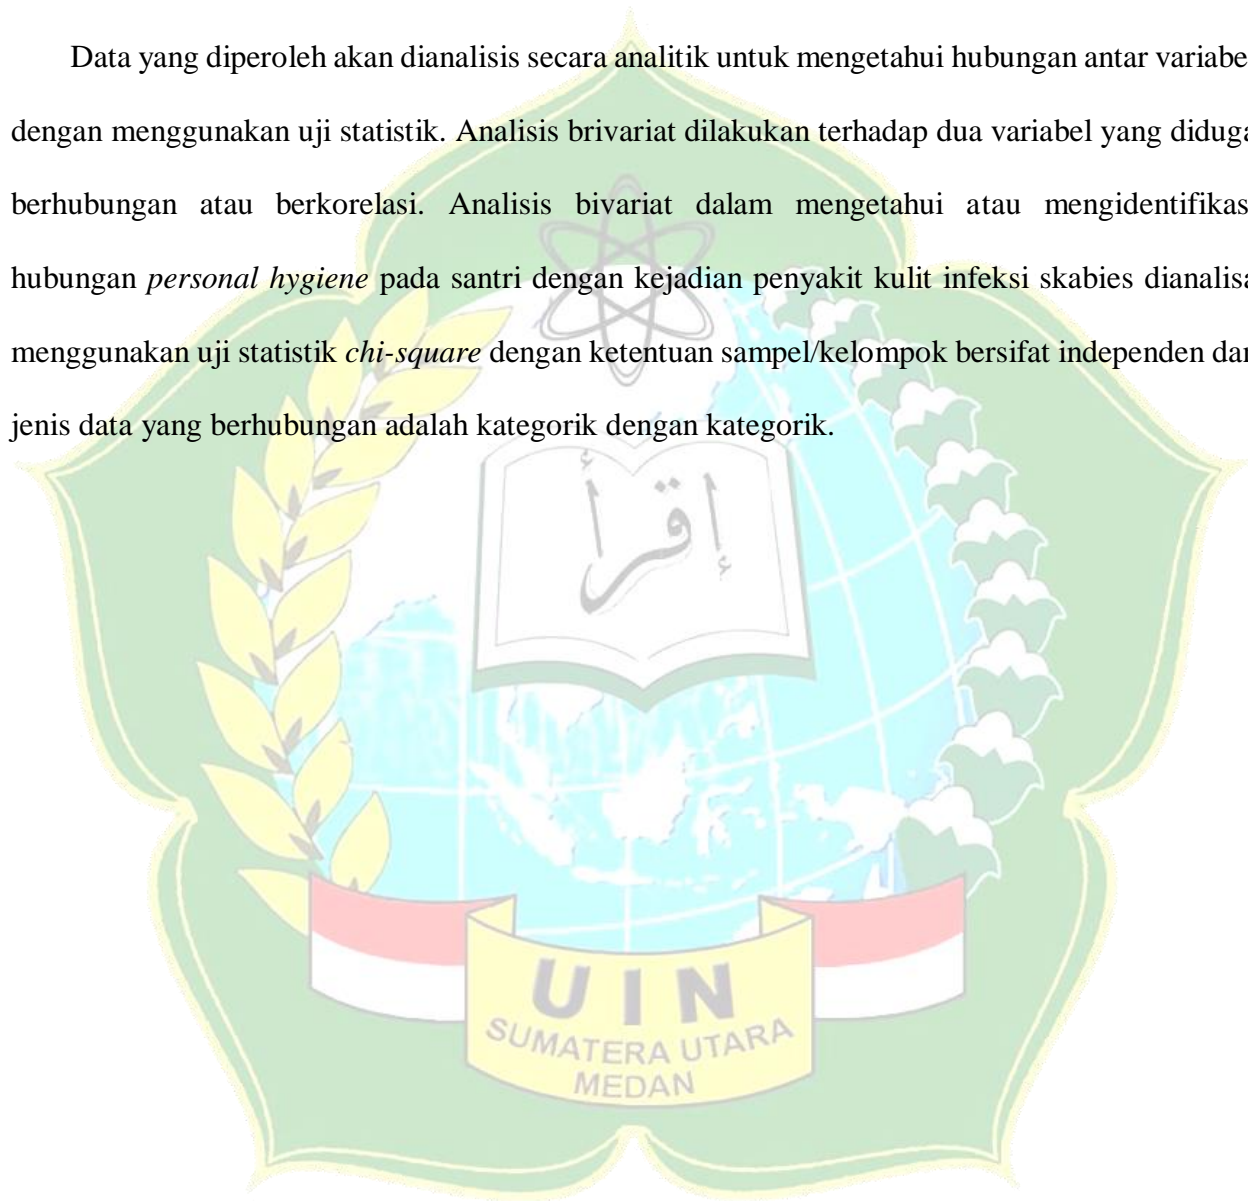 Data yang diperoleh akan dianalisis secara analitik untuk mengetahui hubungan antar variabe
dengan menggunakan uji statistik. Analisis brivariat dilakukan terhadap dua variabel yang diduga
berhubungan atau berkorelasi. Analisis bivariat dalam mengetahui atau mengidentifikas
hubungan personal hygiene pada santri dengan kejadian penyakit kulit infeksi skabies dianalisa
menggunakan uji statistik chi-square dengan ketentuan sampel/kelompok bersifat independen dan
jenis data yang berhubungan adalah kategorik dengan kategorik.
إقرأ
UIN
SUMATERA UTARA
MEDAN